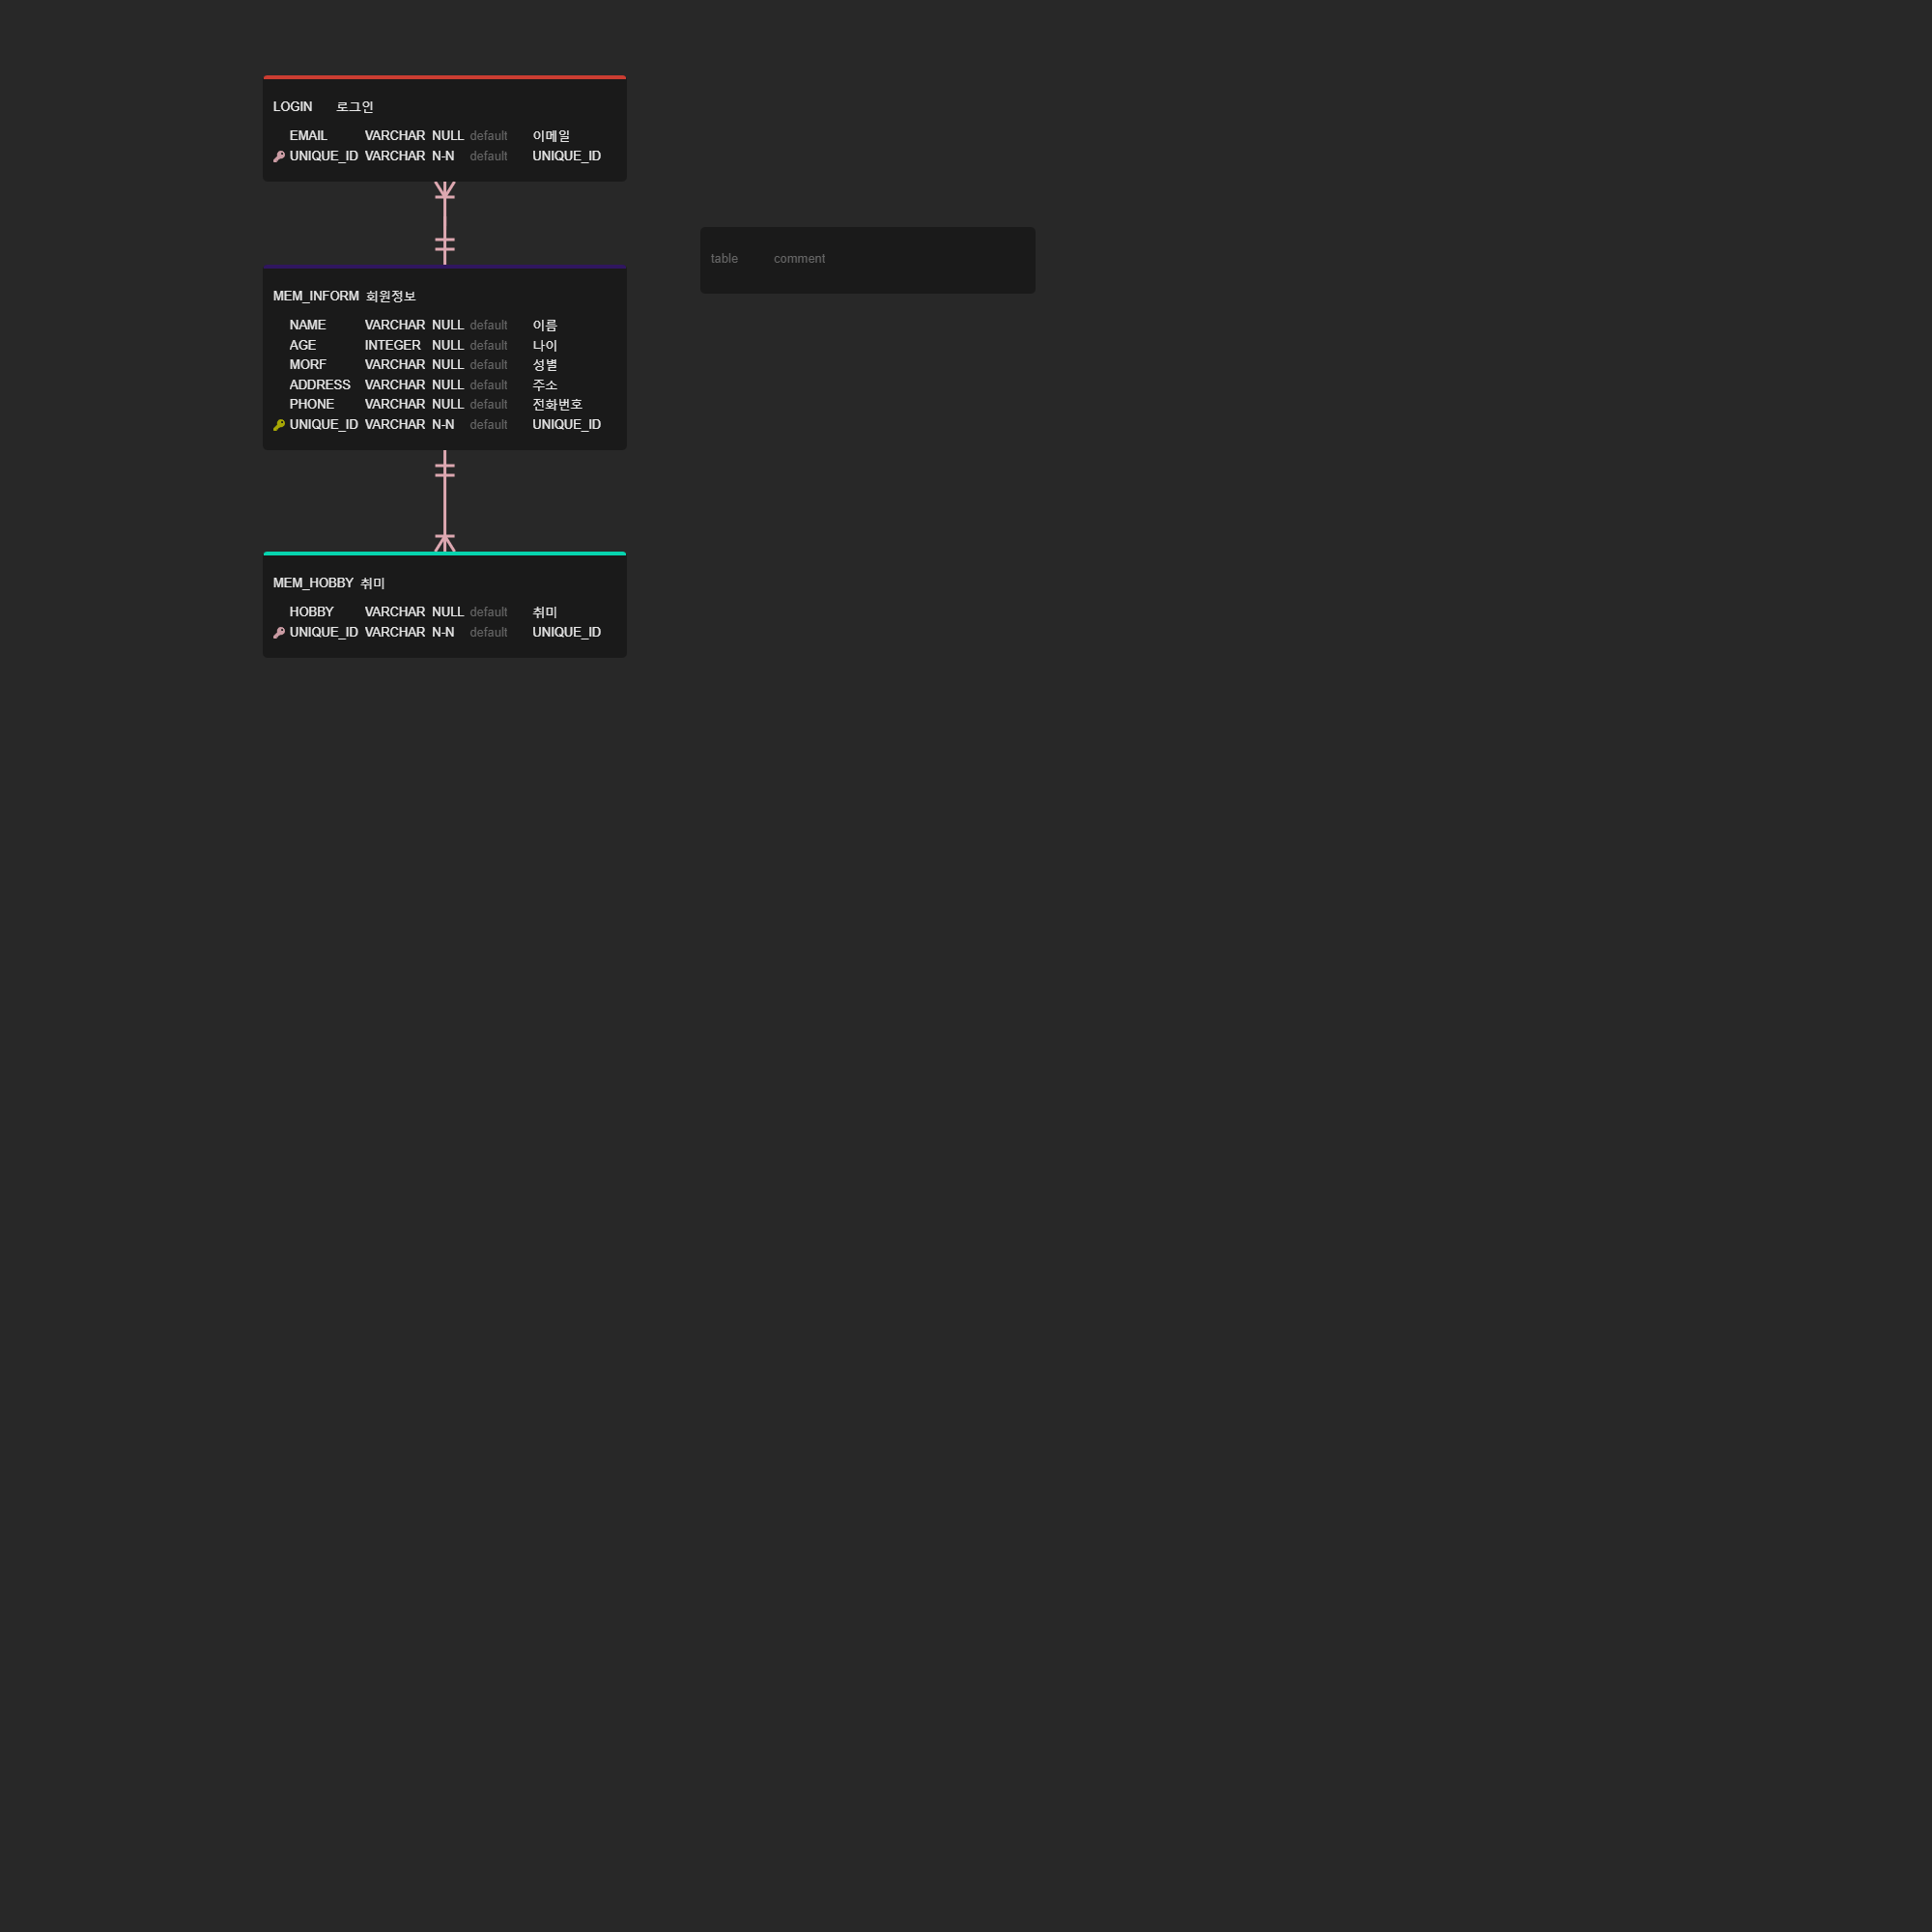 LOGIN 로그인
EMAIL VARCHAR NULL default 이메일
UNIQUE_ID VARCHAR N-N default UNIQUE_ID
table comment
MEM_INFORM 회원정보
NAME VARCHAR NULL default 이름
AGE INTEGER NULL default 나이
MORF VARCHAR NULL default 성별
ADDRESS VARCHAR NULL default 주소
PHONE VARCHAR NULL default 전화번호
UNIQUE_ID VARCHAR N-N default UNIQUE_ID
MEM_HOBBY 취미
HOBBY VARCHAR NULL default 취미
UNIQUE_ID VARCHAR N-N default UNIQUE_ID